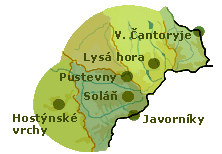 V. Čantoryje
Lysá hora
Pustevny
Soláň
Hostýnské
vrchy
Javorníky